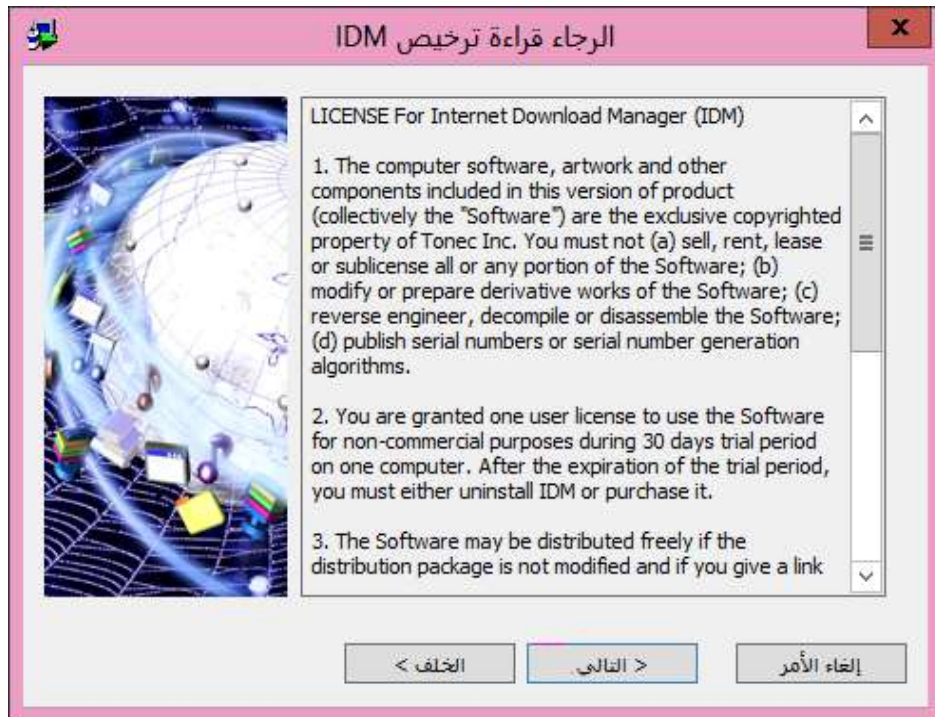 الرجاء قراءة ترخيص IDM
LICENSE For Internet Download Manager (IDM)
1. The computer software, artwork and other
components included in this version of product
(collectively the "Software") are the exclusive copyrighted
property of Tonec Inc. You must not (a) sell, rent, lease
or sublicense all or any portion of the Software; (b)
modify or prepare derivative works of the Software; (c)
reverse engineer, decompile or disassemble the Software;
(d) publish serial numbers or serial number generation
algorithms.
2. You are granted one user license to use the Software
for non-commercial purposes during 30 days trial period
on one computer. After the expiration of the trial period,
you must either uninstall IDM or purchase it.
3. The Software may be distributed freely if the
distribution package is not modified and if you give a link
< الخلف
التالي >
إلغاء الأمر